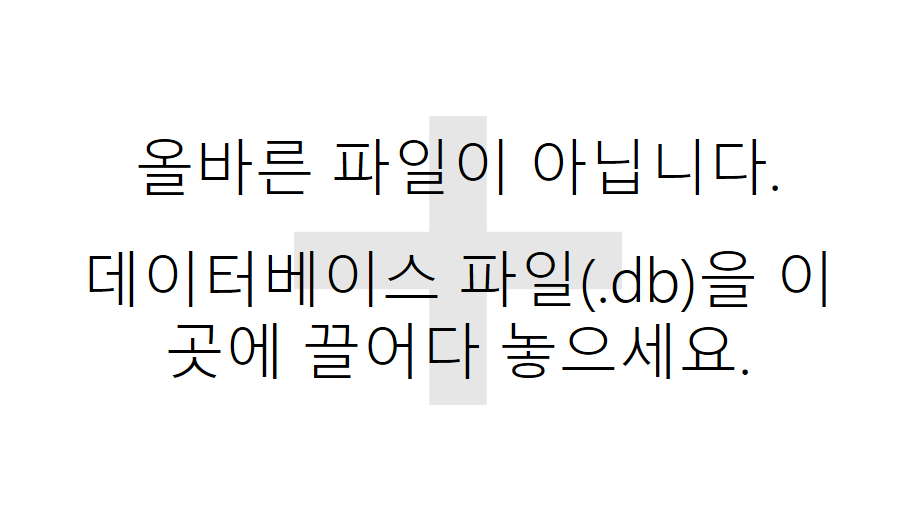 올바른 파일이 아닙니다.
데이터베이스 파일(.db)을 이
곳에 끌어다 놓으세요.